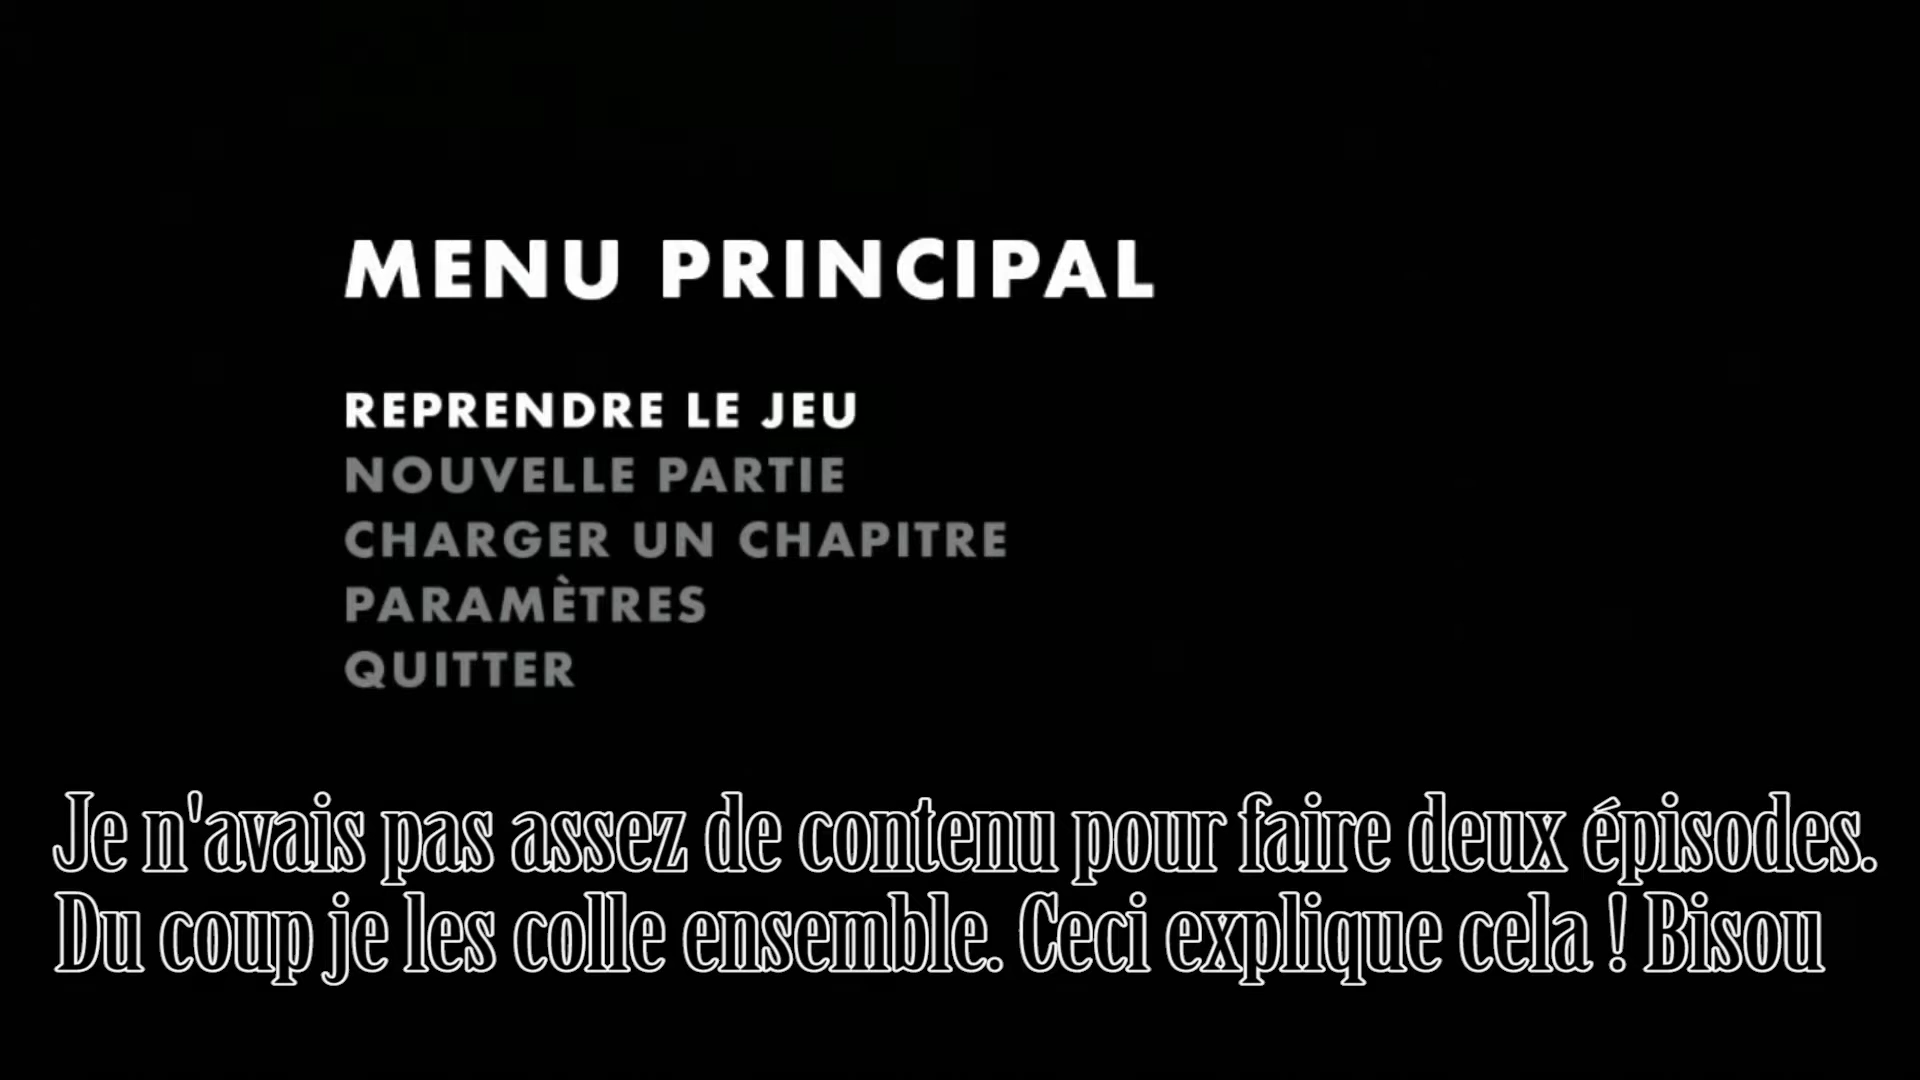 MENU PRINCIPAL
REPRENDRE LE JEU
NOUVELLE PARTIE
CHARGER UN CHAPITRE
PARAMÈTRES
QUITTER
Je n'avais pas assez de contenu pour faire deux épisodes.
Du coup je les colle ensemble. Ceci explique cela ! Bisou